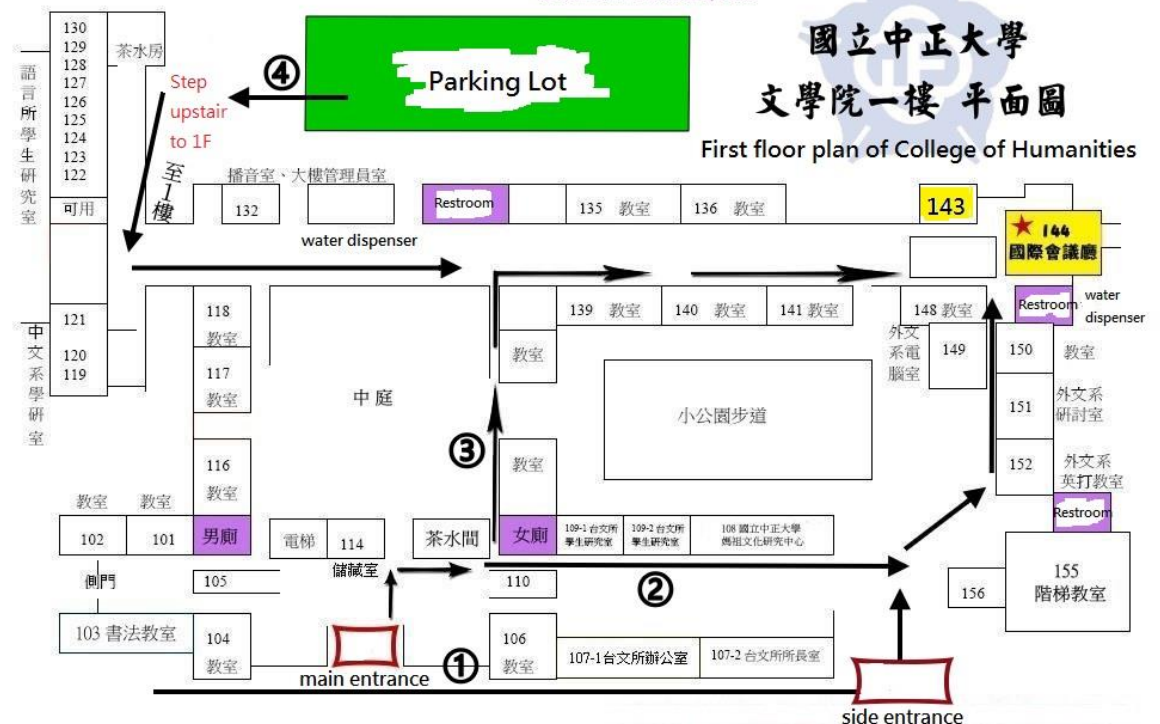 國立中正大學
文學院一樓 平面圖
First floor plan of College of Humanities
130
129
128
127
126
125
124
123
122
可用
茶水房
語言所學生研究室
④
Step
upstair
to 1F
至1樓
Parking Lot
播音室、大樓管理員室
132
Restroom
135 教室
136 教室
143
★ 144
國際會議廳
water dispenser
121
120
119
中文系學研室
118
教室
117
教室
116
教室
中庭
教室
教室
③
139 教室
140 教室
141 教室
148 教室
Restroom
water
dispenser
外文系電腦室
149
150
教室
151
外文系
研討室
152
外文系
英打教室
Restroom
小公園步道
教室
教室
102
101
男廁
電梯
114
儲藏室
茶水間
女廁
109-1 台文所
學生研究室
109-2 台文所
學生研究室
108 國立中正大學
媽祖文化研究中心
側門
105
110
②
156
155
階梯教室
103 書法教室
104
教室
main entrance
①
106
教室
107-1台文所辦公室
107-2 台文所所長室
side entrance